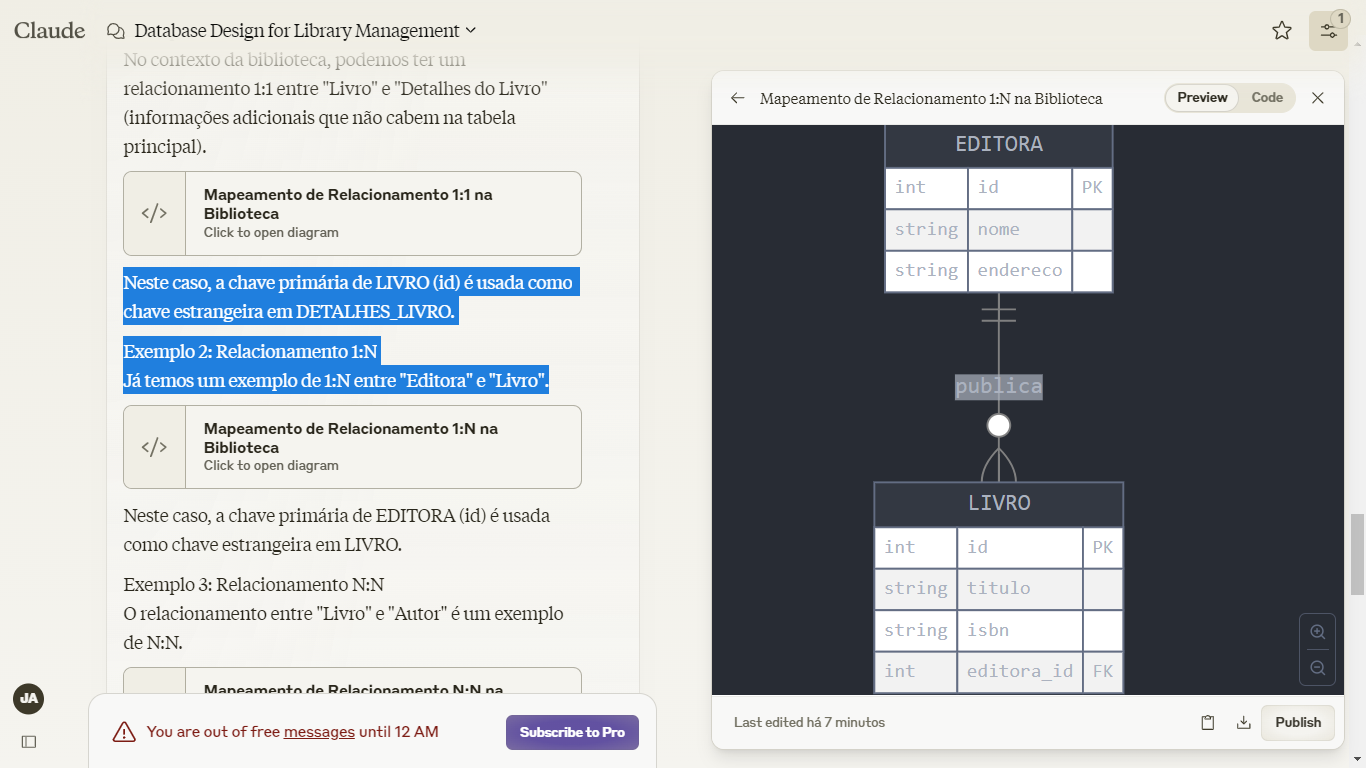 Claude
Database Design for Library Management
1
No contexto da biblioteca, podemos ter um
relacionamento 1:1 entre "Livro" e "Detalhes do Livro"
(informações adicionais que não cabem na tabela
principal).
Mapeamento de Relacionamento 1:1 na
Biblioteca
Click to open diagram
Neste caso, a chave primária de LIVRO (id) é usada como
chave estrangeira em DETALHES_LIVRO.
Exemplo 2: Relacionamento 1:N
Já temos um exemplo de 1:N entre "Editora" e "Livro".
Mapeamento de Relacionamento 1:N na
Biblioteca
Click to open diagram
Neste caso, a chave primária de EDITORA (id) é usada
como chave estrangeira em LIVRO.
Exemplo 3: Relacionamento N:N
O relacionamento entre "Livro" e "Autor" é um exemplo
de N:N.
Mapeamento de Relacionamento N:N na
JA
You are out of free messages until 12 AM
Subscribe to Pro
Mapeamento de Relacionamento 1:N na Biblioteca
Preview
Code
EDITORA
int id PK
string nome
string endereco
publica
LIVRO
int id PK
string titulo
string isbn
int editora_id FK
Last edited há 7 minutos
Publish